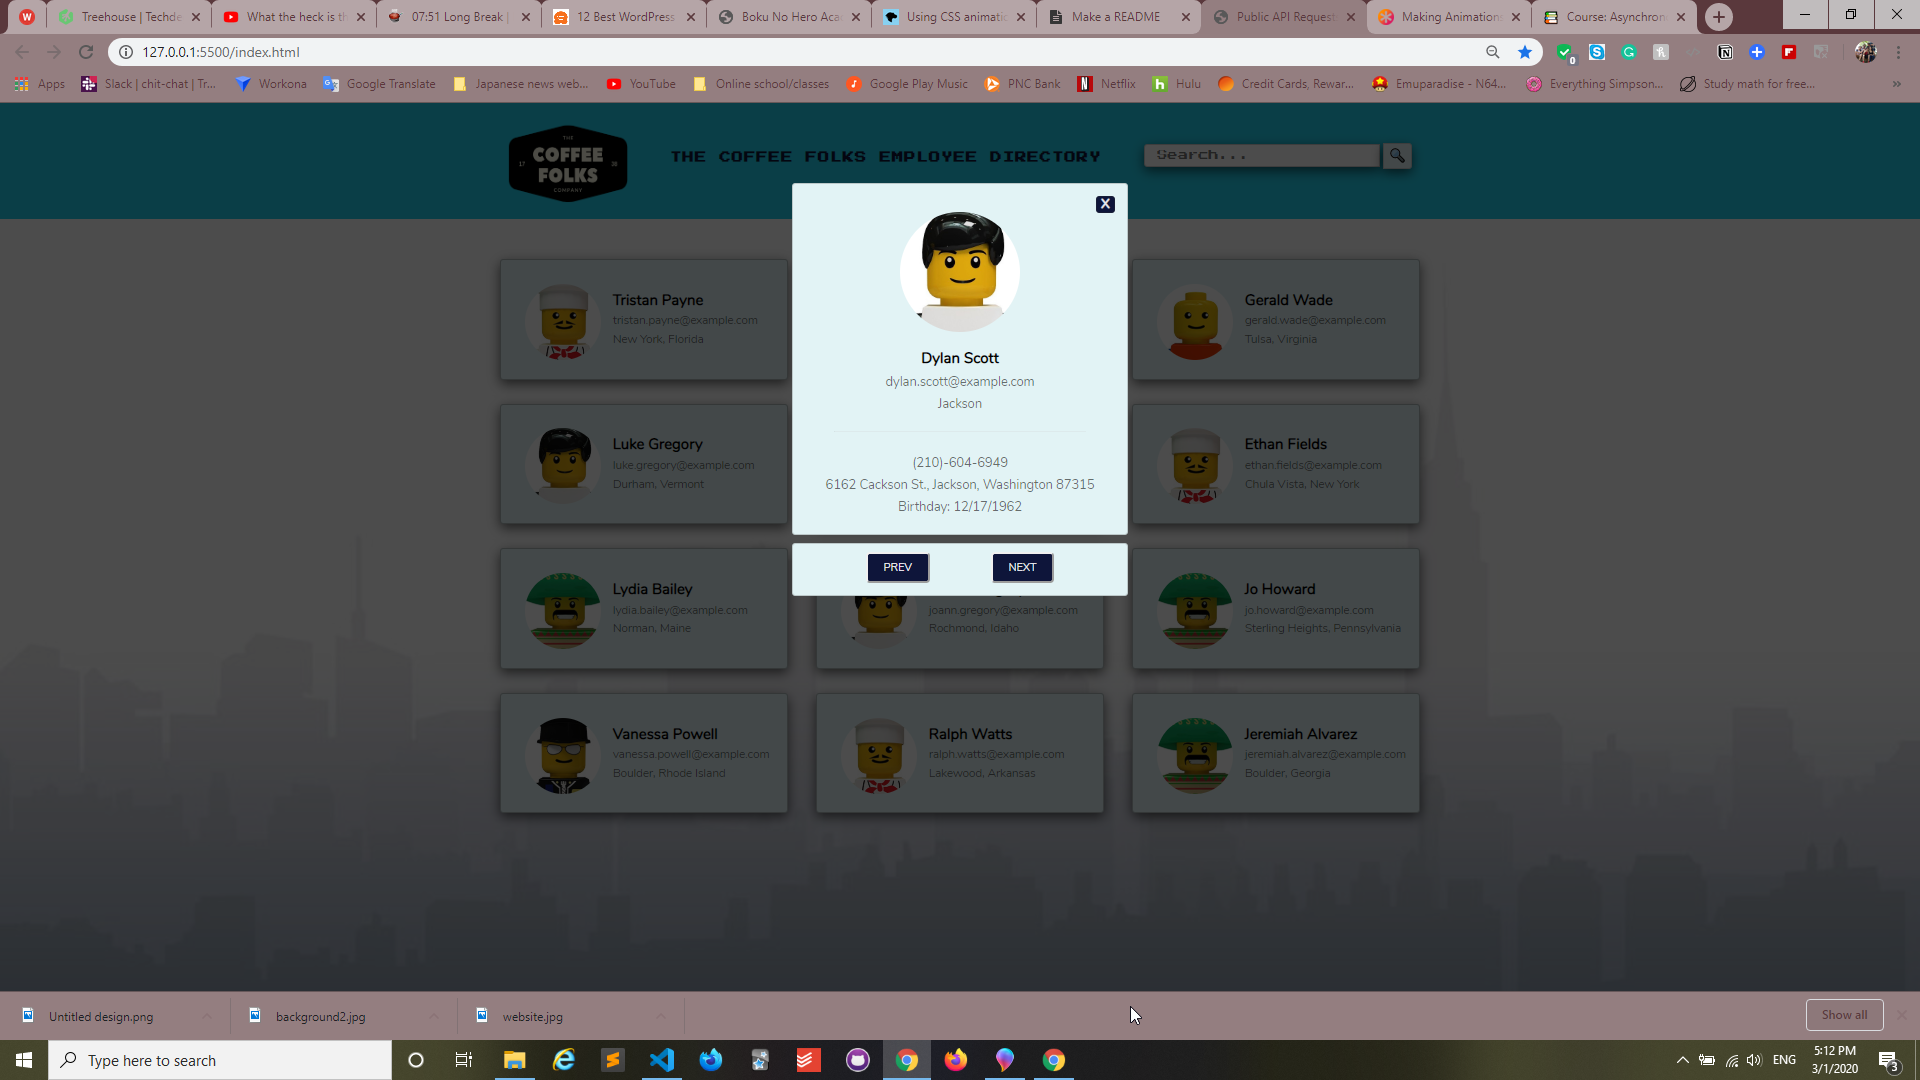 Treehouse | Techde
What the heck is th
07:51 Long Break |
12 Best WordPress
Boku No Hero Aca
Using CSS animatio
Make a README
Public API Request
Making Animations
Course: Asynchron
127.0.0.1:5500/index.html
Apps
Slack | chit-chat | Tr...
Workona
Google Translate
Japanese news web...
YouTube
Online school/classes
Google Play Music
PNC Bank
Netflix
Hulu
Credit Cards, Rewar...
Emuparadise - N64...
Everything Simpson...
Study math for free...
»
THE
17 COFFEE 38
FOLKS
COMPANY
THE COFFEE FOLKS EMPLOYEE DIRECTORY
Search...
X
Dylan Scott
dylan.scott@example.com
Jackson
(210)-604-6949
6162 Cackson St., Jackson, Washington 87315
Birthday: 12/17/1962
PREV
NEXT
Tristan Payne
tristan.payne@example.com
New York, Florida
Gerald Wade
gerald.wade@example.com
Tulsa, Virginia
Luke Gregory
luke.gregory@example.com
Durham, Vermont
Ethan Fields
ethan.fields@example.com
Chula Vista, New York
Lydia Bailey
lydia.bailey@example.com
Norman, Maine
joann.gregory@example.com
Rochmond, Idaho
Jo Howard
jo.howard@example.com
Sterling Heights, Pennsylvania
Vanessa Powell
vanessa.powell@example.com
Boulder, Rhode Island
Ralph Watts
ralph.watts@example.com
Lakewood, Arkansas
Jeremiah Alvarez
jeremiah.alvarez@example.com
Boulder, Georgia
Untitled design.png
background2.jpg
website.jpg
Show all
Type here to search
ENG
5:12 PM
3/1/2020
3